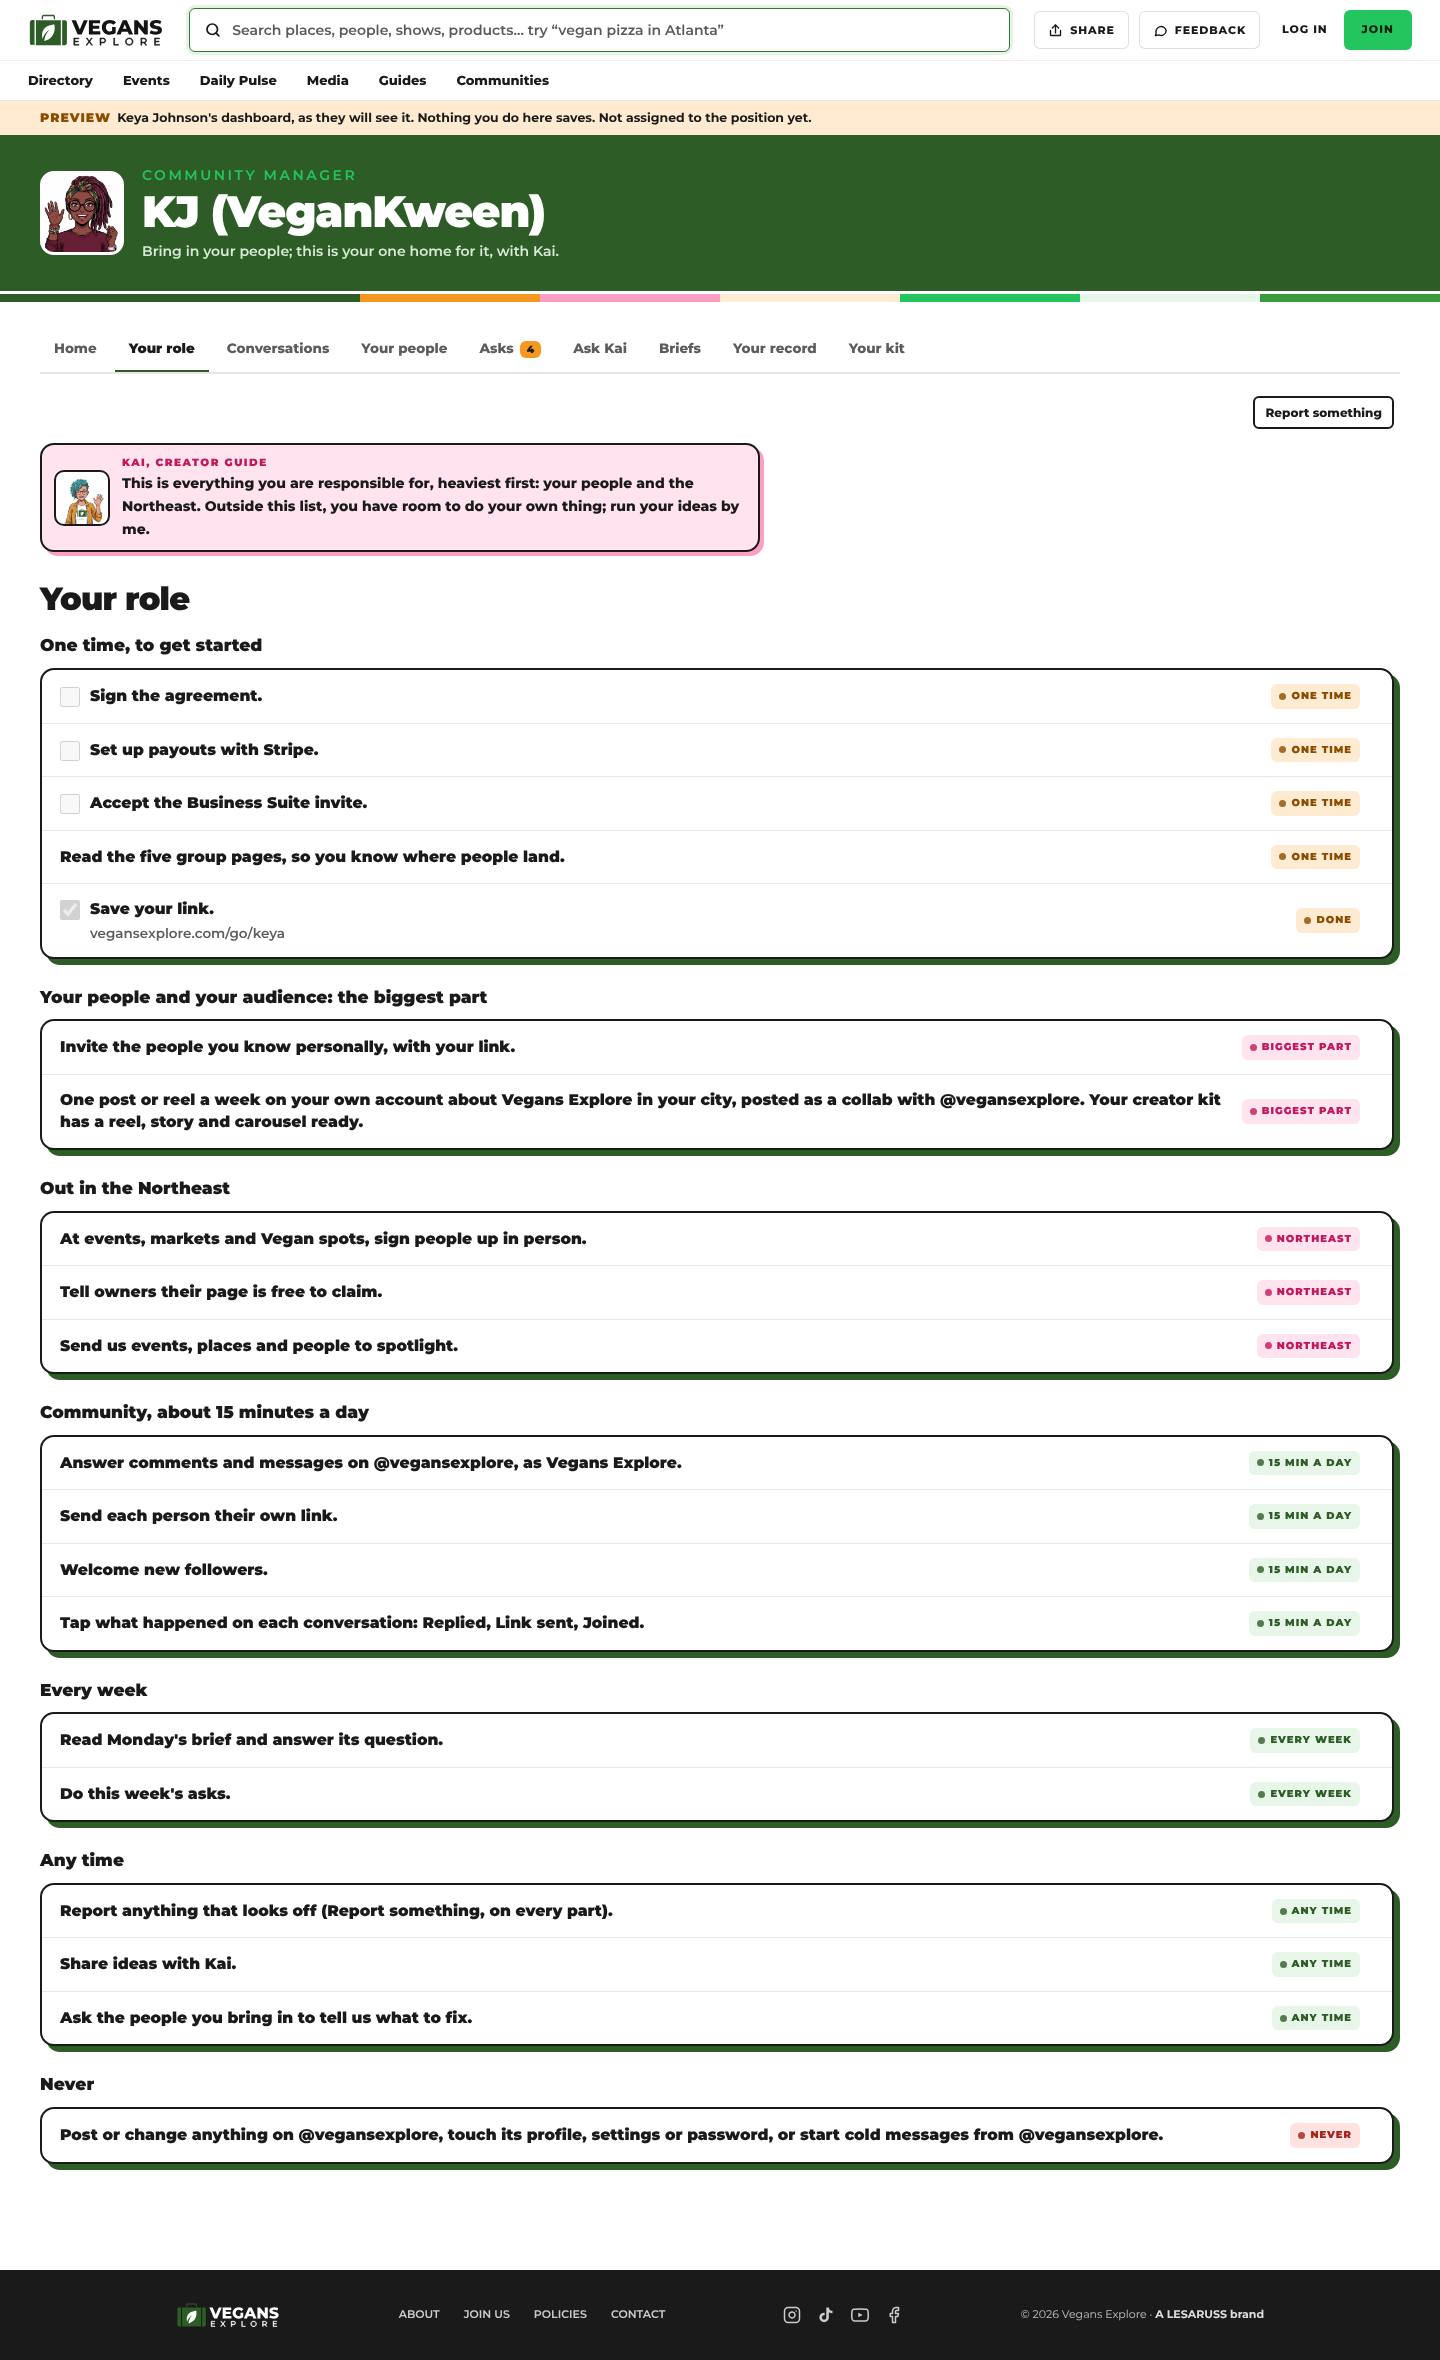 VEGANS
EXPLORE
Search places, people, shows, products... try “vegan pizza in Atlanta”
SHARE
FEEDBACK
LOG IN
JOIN
Directory
Events
Daily Pulse
Media
Guides
Communities
PREVIEW Keya Johnson's dashboard, as they will see it. Nothing you do here saves. Not assigned to the position yet.
COMMUNITY MANAGER
KJ (VeganKween)
Bring in your people; this is your one home for it, with Kai.
Home
Your role
Conversations
Your people
Asks 4
Ask Kai
Briefs
Your record
Your kit
Report something
KAI, CREATOR GUIDE
This is everything you are responsible for, heaviest first: your people and the
Northeast. Outside this list, you have room to do your own thing; run your ideas by
me.
Your role
One time, to get started
Sign the agreement.
ONE TIME
Set up payouts with Stripe.
ONE TIME
Accept the Business Suite invite.
ONE TIME
Read the five group pages, so you know where people land.
ONE TIME
Save your link.
vegansexplore.com/go/keya
DONE
Your people and your audience: the biggest part
Invite the people you know personally, with your link.
BIGGEST PART
One post or reel a week on your own account about Vegans Explore in your city, posted as a collab with @vegansexplore. Your creator kit
has a reel, story and carousel ready.
BIGGEST PART
Out in the Northeast
At events, markets and Vegan spots, sign people up in person.
NORTHEAST
Tell owners their page is free to claim.
NORTHEAST
Send us events, places and people to spotlight.
NORTHEAST
Community, about 15 minutes a day
Answer comments and messages on @vegansexplore, as Vegans Explore.
15 MIN A DAY
Send each person their own link.
15 MIN A DAY
Welcome new followers.
15 MIN A DAY
Tap what happened on each conversation: Replied, Link sent, Joined.
15 MIN A DAY
Every week
Read Monday's brief and answer its question.
EVERY WEEK
Do this week's asks.
EVERY WEEK
Any time
Report anything that looks off (Report something, on every part).
ANY TIME
Share ideas with Kai.
ANY TIME
Ask the people you bring in to tell us what to fix.
ANY TIME
Never
Post or change anything on @vegansexplore, touch its profile, settings or password, or start cold messages from @vegansexplore.
NEVER
VEGANS
EXPLORE
ABOUT
JOIN US
POLICIES
CONTACT
© 2026 Vegans Explore · A LESARUSS brand